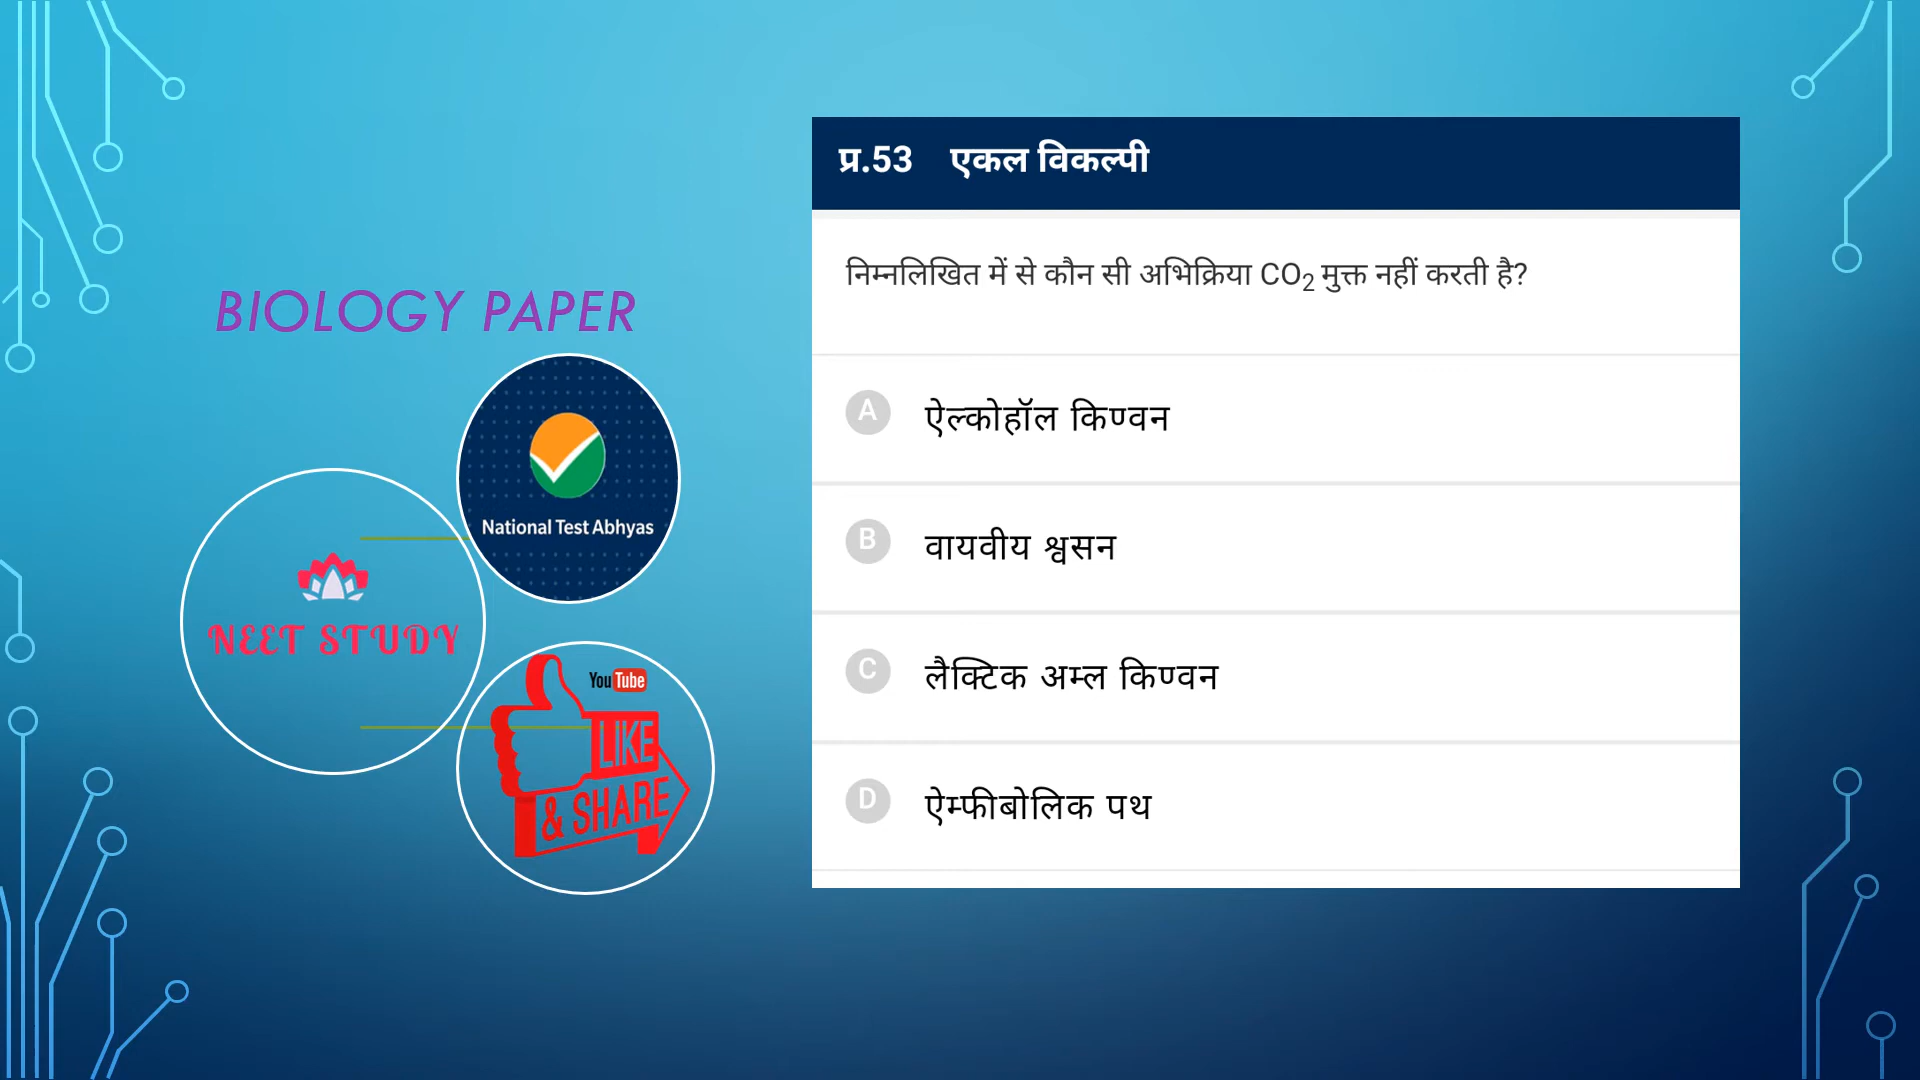 BIOLOGY PAPER
National Test Abhyas
NEET STUDY
You Tube
LIKE
& SHARE
प्र.53 एकल विकल्पी
निम्नलिखित में से कौन सी अभिक्रिया CO₂ मुक्त नहीं करती है?
A ऐल्कोहॉल किण्वन
B वायवीय श्वसन
C लैक्टिक अम्ल किण्वन
D ऐम्फीबोलिक पथ